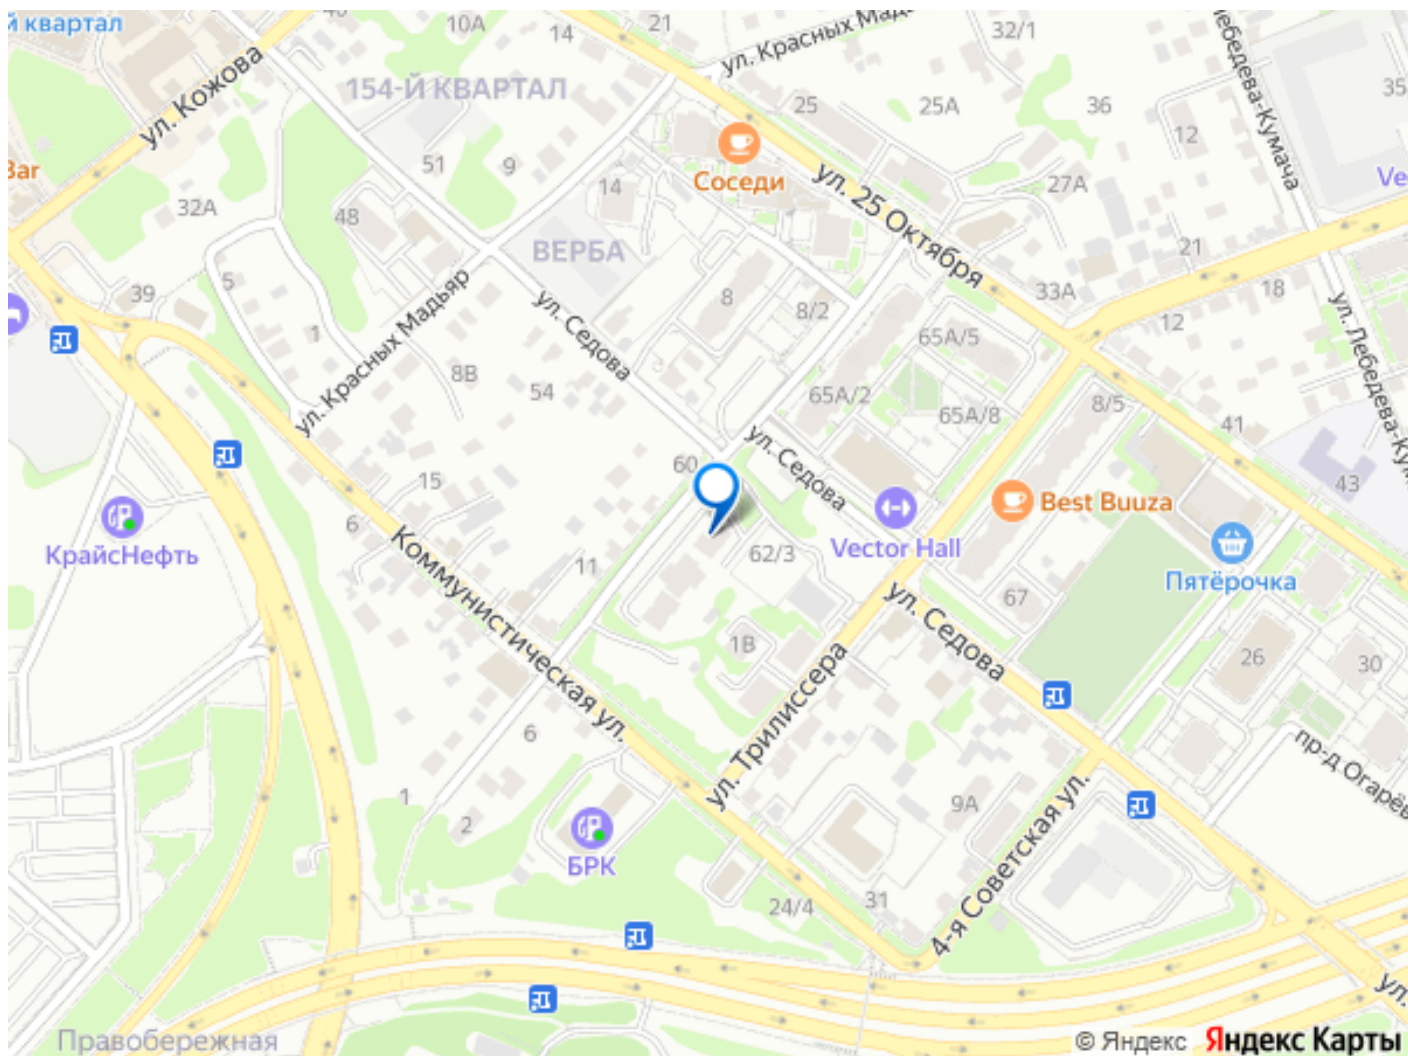 й квартал
10А
14
21
ул. Красных Мадь
32/1
ул. Кожова
154-Й КВАРТАЛ
25
25А
36
35
Лебедева-Кумача
12
51
9
Bar
Соседи
14
32А
48
ул. 25 Октября
27А
Ve
ВЕРБА
21
5
39
8
8/2
33А
18
12
ул. Седова
ул. Красных Мадьяр
1
65А/5
ул. Лебедева-Ку
8В
54
65А/2
65А/8
8/5
41
ул. Седова
60
15
43
6
КрайсНефть
Best Buuza
Vector Hall
62/3
Пятёрочка
11
Коммунистическая ул.
67
ул. Седова
1В
26
30
ул. Трилиссера
6
пр-д Огарёв
1
2
9А
БРК
4-я Советская ул.
24/4
31
ул.
Правобережная
© Яндекс Яндекс Карты